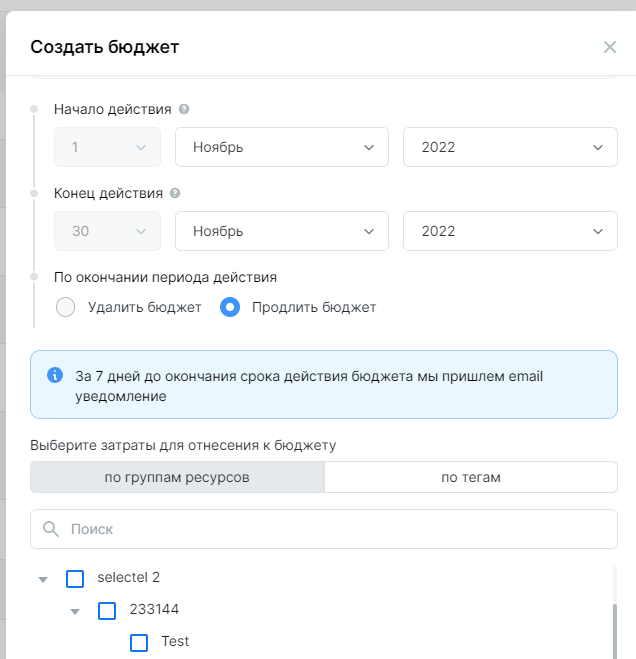 Создать бюджет
Начало действия
1 Ноябрь 2022
Конец действия
30 Ноябрь 2022
По окончании периода действия
Удалить бюджет Продлить бюджет
За 7 дней до окончания срока действия бюджета мы пришлем email
уведомление
Выберите затраты для отнесения к бюджету
по группам ресурсов по тегам
Поиск
selectel 2
233144
Test